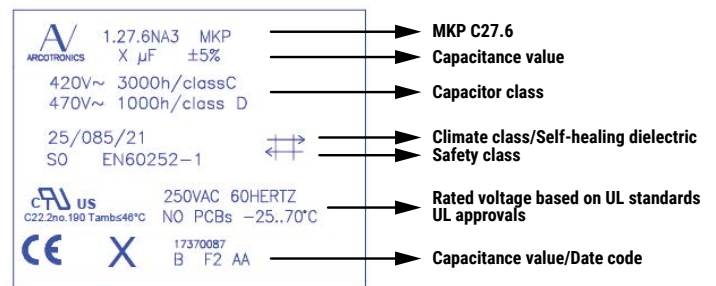 1.27.6NA3 MKP
ARCOTRONICS X µF ±5%
420V~ 3000h/classC
470V~ 1000h/class D
25/085/21
S0 EN60252-1
c UR US 250VAC 60HERTZ
C22.2no.190 Tamb≤46°C NO PCBs -25..70°C
CE X 17370087
B F2 AA
MKP C27.6
Capacitance value
Capacitor class
Climate class/Self-healing dielectric
Safety class
Rated voltage based on UL standards
UL approvals
Capacitance value/Date code